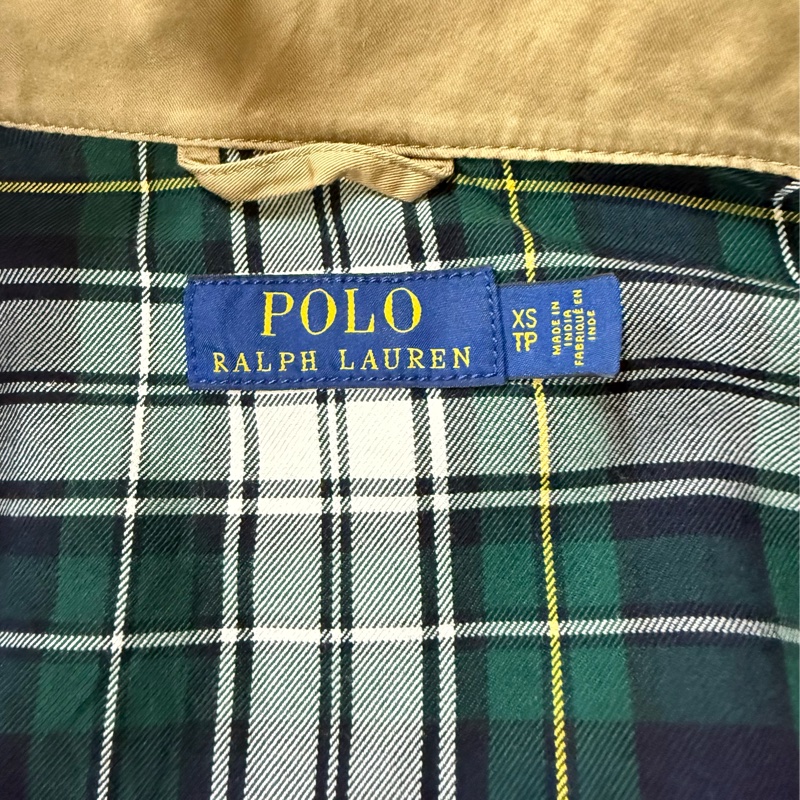 POLO
RALPH LAUREN
XS
TP
MADE IN
INDIA
FABRIQUÉ EN
INDE